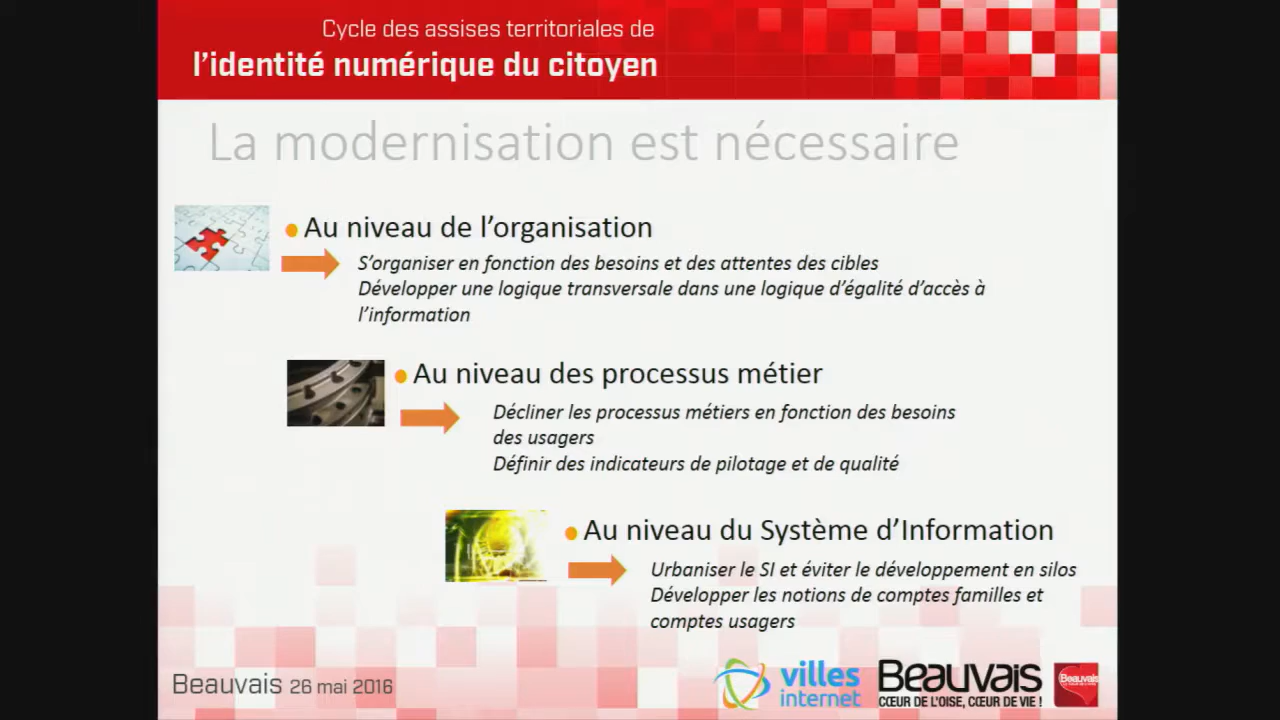 Cycle des assises territoriales de
l'identité numérique du citoyen
La modernisation est nécessaire
Au niveau de l'organisation
S'organiser en fonction des besoins et des attentes des cibles
Développer une logique transversale dans une logique d'égalité d'accès à
l'information
Au niveau des processus métier
Décliner les processus métiers en fonction des besoins
des usagers
Définir des indicateurs de pilotage et de qualité
Au niveau du Système d'Information
Urbaniser le SI et éviter le développement en silos
Développer les notions de comptes familles et
comptes usagers
Beauvais 26 mai 2016
villes
internet
BEAUVAIS
CŒUR DE L'OISE, CŒUR DE VIE !
Beauvais